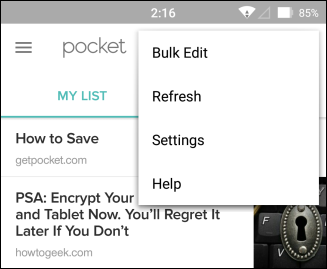 2:16 85%
pocket
Bulk Edit
Refresh
Settings
Help
MY LIST
How to Save
getpocket.com
PSA: Encrypt Your
and Tablet Now. You'll Regret It
Later If You Don't
howtogeek.com
F